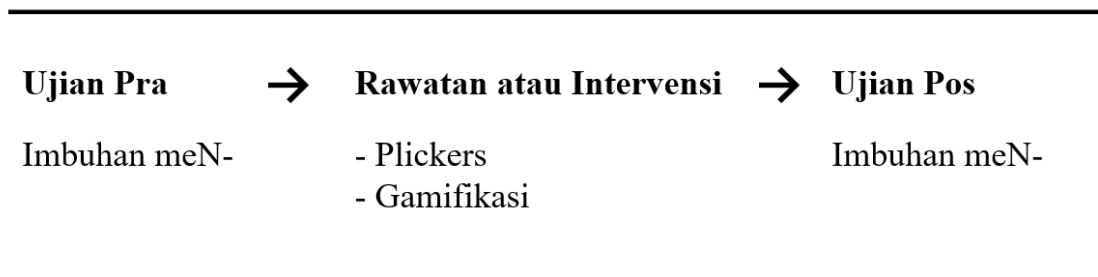 Ujian Pra → Rawatan atau Intervensi → Ujian Pos
Imbuhan meN- - Plickers Imbuhan meN-
- Gamifikasi